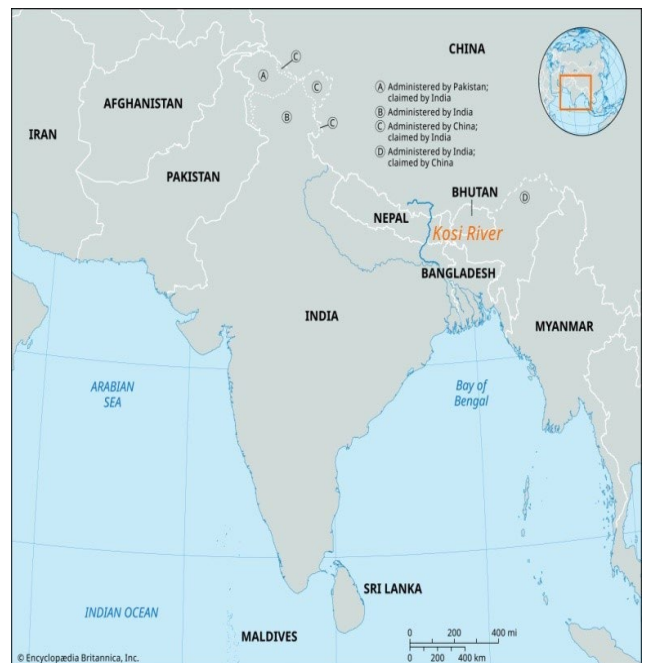 CHINA
Ⓐ Administered by Pakistan;
claimed by India
Ⓑ Administered by India
Ⓒ Administered by China;
claimed by India
Ⓓ Administered by India;
claimed by China
Ⓒ
Ⓐ
Ⓒ
Ⓑ
Ⓒ
AFGHANISTAN
IRAN
PAKISTAN
BHUTAN
Ⓓ
NEPAL
Kosi River
BANGLADESH
INDIA
MYANMAR
ARABIAN
SEA
Bay of
Bengal
SRI LANKA
INDIAN OCEAN
MALDIVES
0 200 400 mi
0 200 400 km
© Encyclopædia Britannica, Inc.